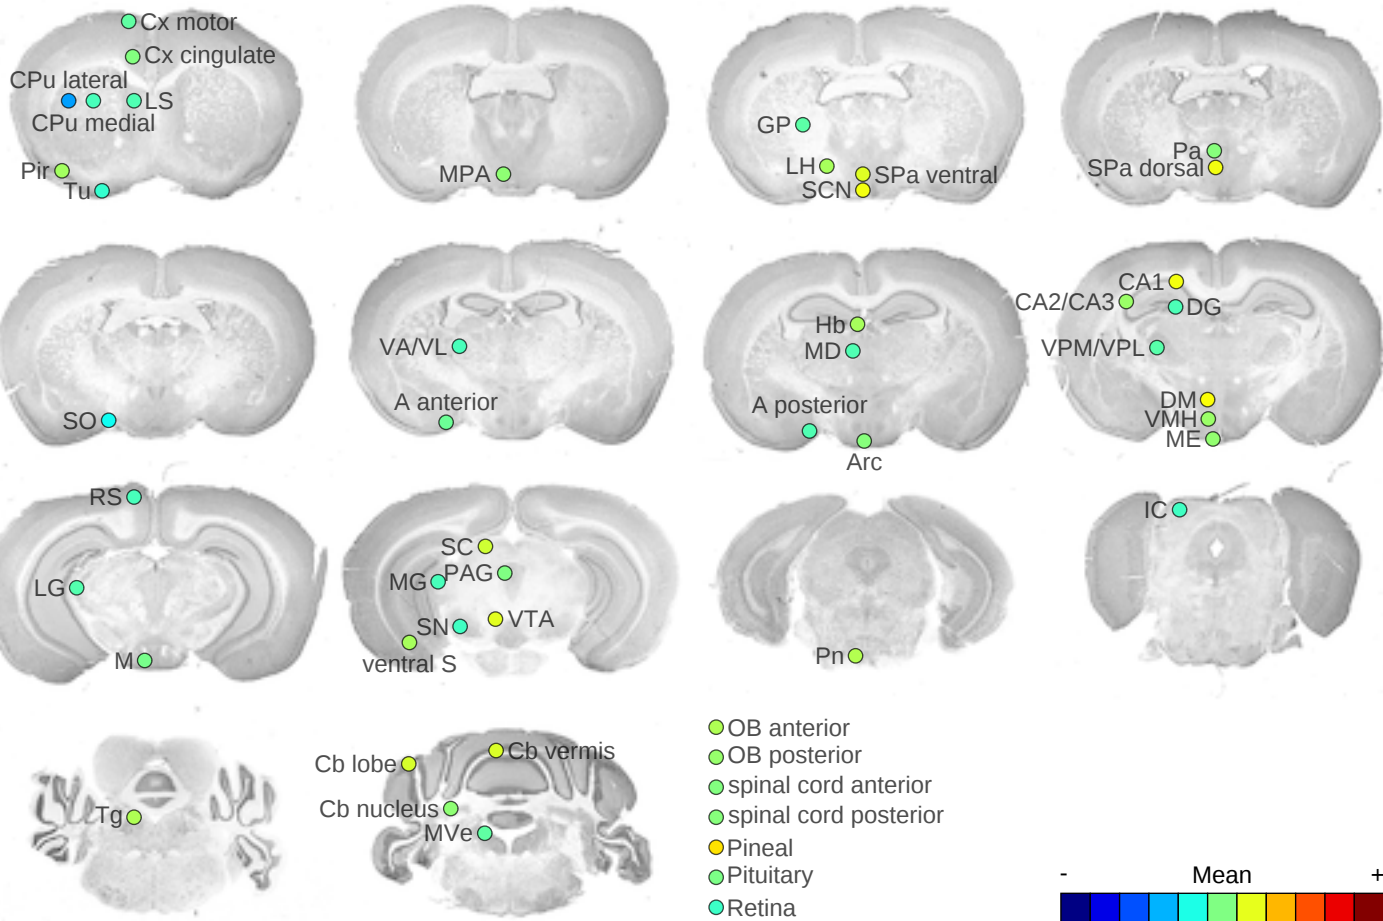 Cx motor
Cx cingulate
CPu lateral
LS
CPu medial
Pir
Tu
MPA
GP
LH
SPa ventral
SCN
Pa
SPa dorsal
SO
VA/VL
A anterior
Hb
MD
A posterior
Arc
CA1
CA2/CA3
DG
VPM/VPL
DM
VMH
ME
RS
LG
M
SC
PAG
MG
VTA
SN
ventral S
Pn
IC
Tg
Cb lobe
Cb vermis
Cb nucleus
MVe
OB anterior
OB posterior
spinal cord anterior
spinal cord posterior
Pineal
Pituitary
Retina
- Mean +